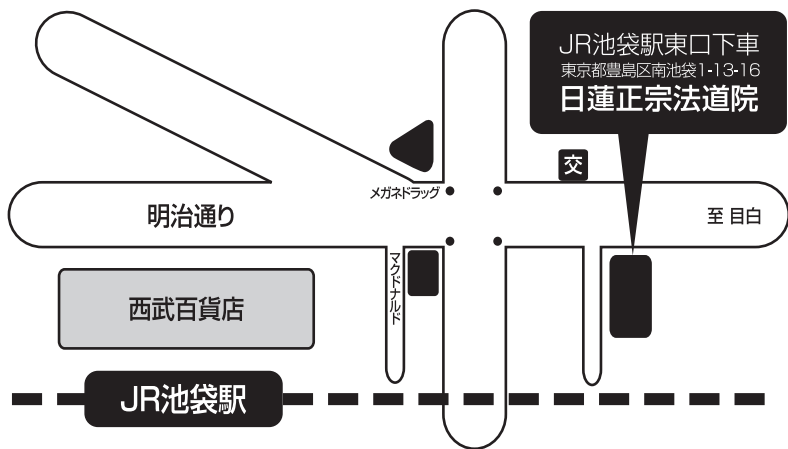 JR池袋駅東口下車
東京都豊島区南池袋1-13-16
日蓮正宗法道院
交
メガネドラッグ
明治通り
至 目白
マクドナルド
西武百貨店
JR池袋駅